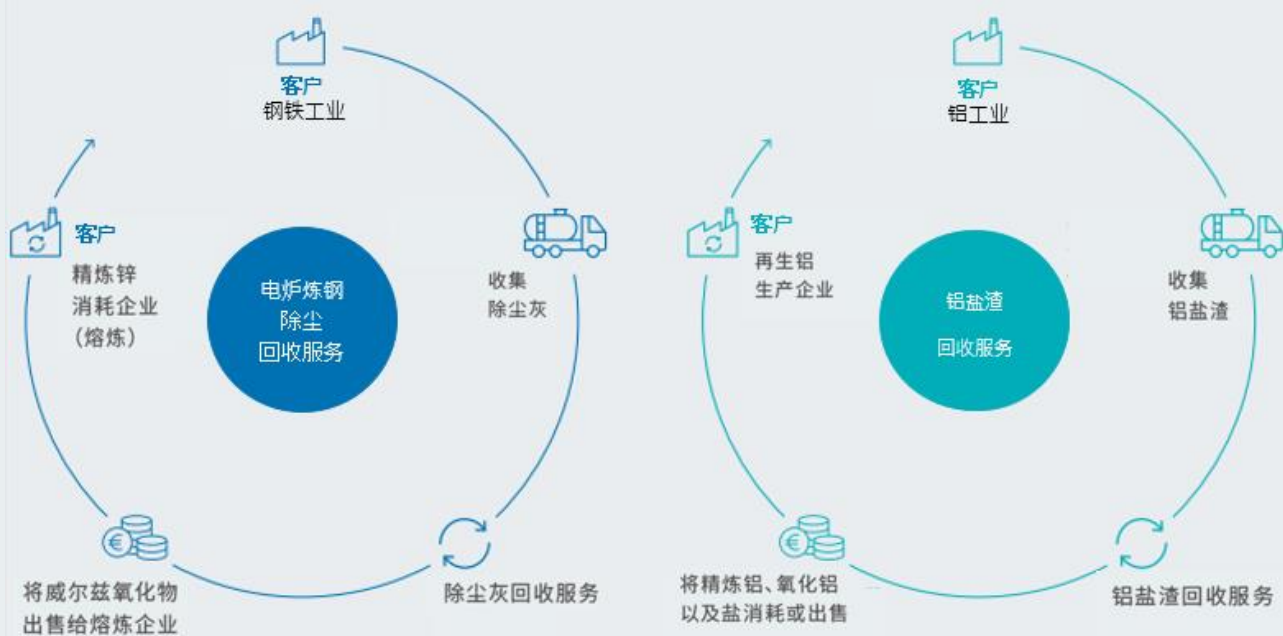 客户
钢铁工业
收集
除尘灰
除尘灰回收服务
将威尔兹氧化物
出售给熔炼企业
客户
精炼锌
消耗企业
（熔炼）
电炉炼钢
除尘
回收服务
€
客户
铝工业
收集
铝盐渣
铝盐渣回收服务
将精炼铝、氧化铝
以及盐消耗或出售
客户
再生铝
生产企业
铝盐渣
回收服务
€